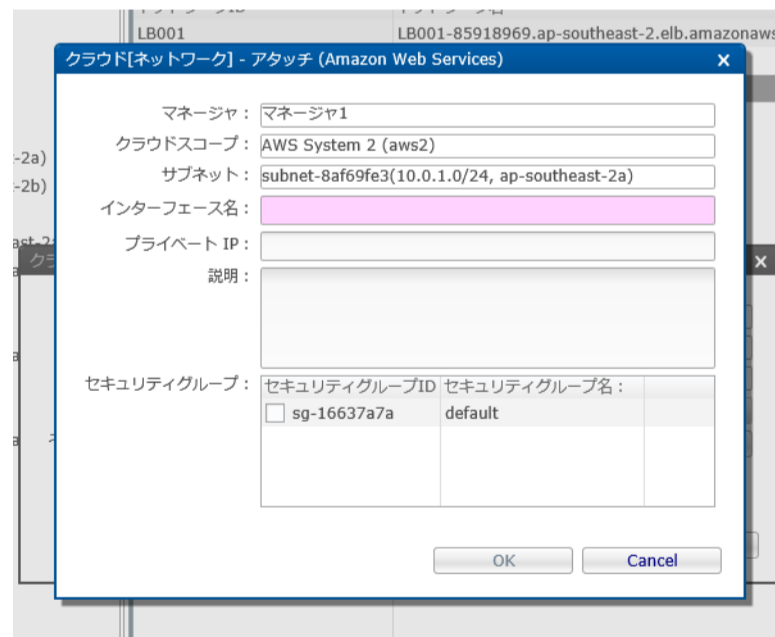 LB001 LB001-85918969.ap-southeast-2.elb.amazonaws
クラウド[ネットワーク] - アタッチ (Amazon Web Services) x
マネージャ : マネージャ1
クラウドスコープ : AWS System 2 (aws2)
-2a)
サブネット : subnet-8af69fe3(10.0.1.0/24, ap-southeast-2a)
-2b)
インターフェース名 :
プライベート IP :
x
説明 :
セキュリティグループ : セキュリティグループID セキュリティグループ名 :
sg-16637a7a default
OK Cancel